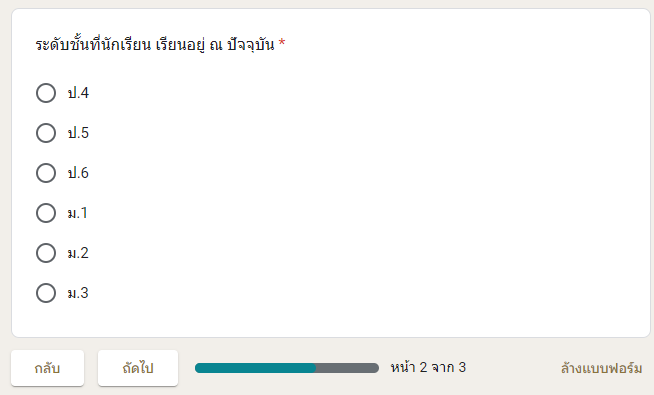 ระดับชั้นที่นักเรียน เรียนอยู่ ณ ปัจจุบัน *
ป.4
ป.5
ป.6
ม.1
ม.2
ม.3
กลับ ถัดไป หน้า 2 จาก 3 ล้างแบบฟอร์ม